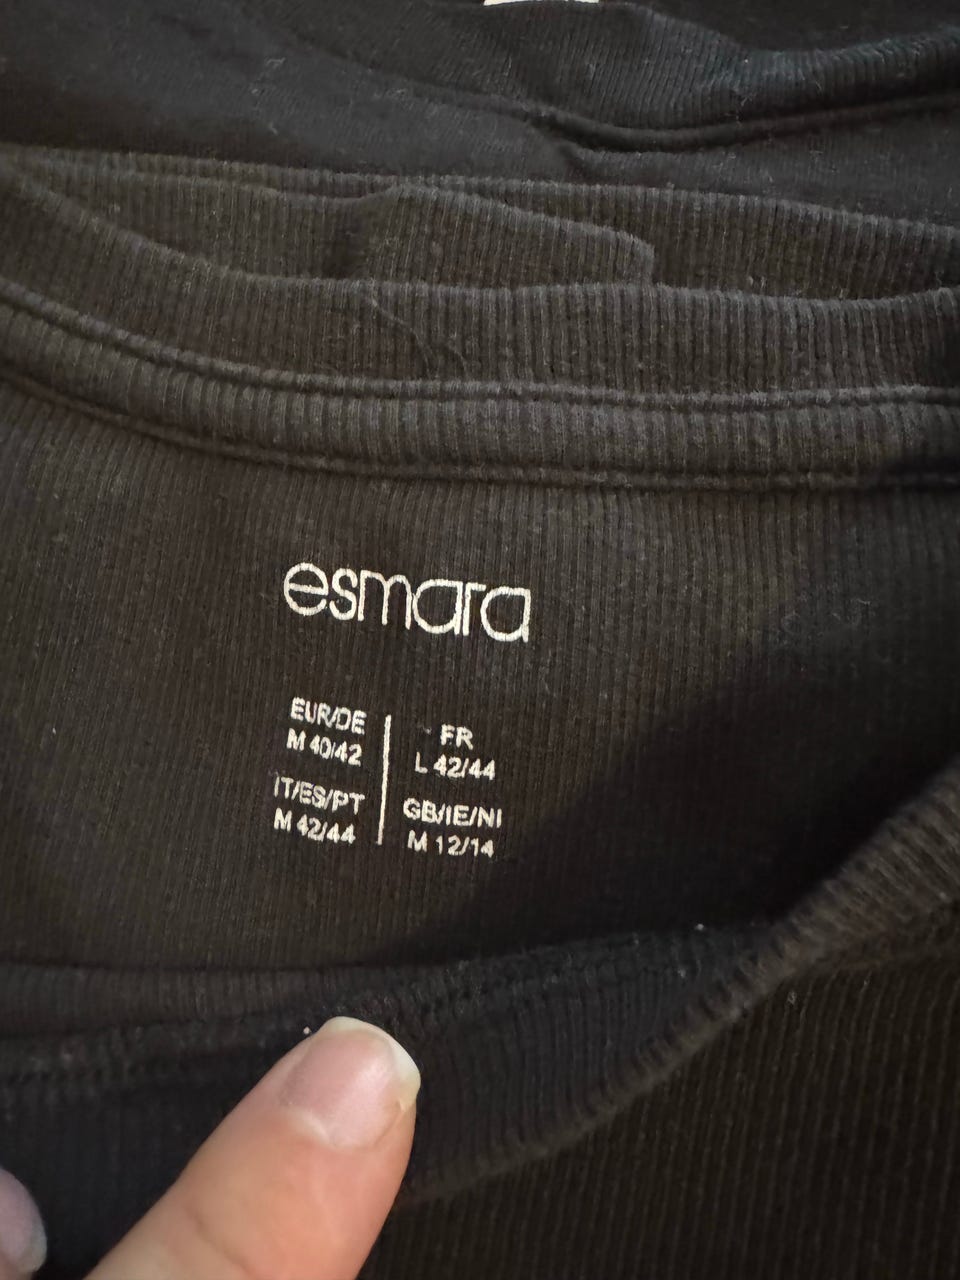 esmara
EUR/DE
M 40/42
IT/ES/PT
M 42/44
FR
L 42/44
GB/IE/NI
M 12/14